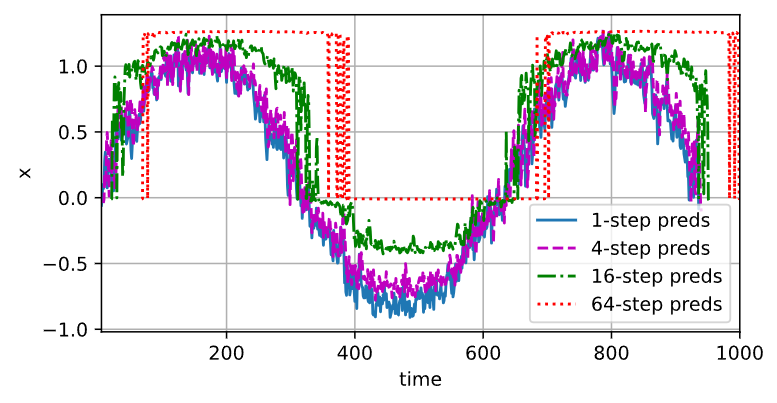 1.0
0.5
0.0
−0.5
−1.0
x
200
400
600
800
1000
time
1-step preds
4-step preds
16-step preds
64-step preds